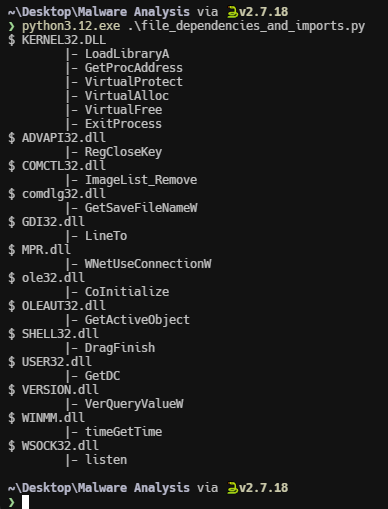 ~\Desktop\Malware Analysis via 🐍v2.7.18
❯ python3.12.exe .\file_dependencies_and_imports.py
$ KERNEL32.DLL
|- LoadLibraryA
|- GetProcAddress
|- VirtualProtect
|- VirtualAlloc
|- VirtualFree
|- ExitProcess
$ ADVAPI32.dll
|- RegCloseKey
$ COMCTL32.dll
|- ImageList_Remove
$ comdlg32.dll
|- GetSaveFileNameW
$ GDI32.dll
|- LineTo
$ MPR.dll
|- WNetUseConnectionW
$ ole32.dll
|- CoInitialize
$ OLEAUT32.dll
|- GetActiveObject
$ SHELL32.dll
|- DragFinish
$ USER32.dll
|- GetDC
$ VERSION.dll
|- VerQueryValueW
$ WINMM.dll
|- timeGetTime
$ WSOCK32.dll
|- listen
~\Desktop\Malware Analysis via 🐍v2.7.18
❯